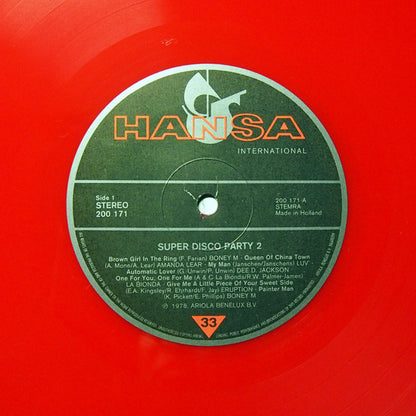 HANSA
INTERNATIONAL
Side 1
STEREO
200 171
200 171 A
STEMRA
Made in Holland
SUPER DISCO PARTY 2
Brown Girl In The Ring (F. Farian) BONEY M - Queen Of China Town
(A. Monn/A. Lear) AMANDA LEAR - My Man (Janschen/Janscheris) LUV -
Automatic Lover (G. Unwin/P. Unwin) DEE D. JACKSON
One For You, One For Me (A & C La Bionda/R.W. Palmer-James)
LA BIONDA - Give Me A Little Piece Of Your Sweet Side
(E.A. Kingsley/R. Ehrhardt/F. Jay) ERUPTION - Painter Man
(K. Pickett/E. Phillips) BONEY M
℗ 1978, ARIOLA BENELUX B.V.
33